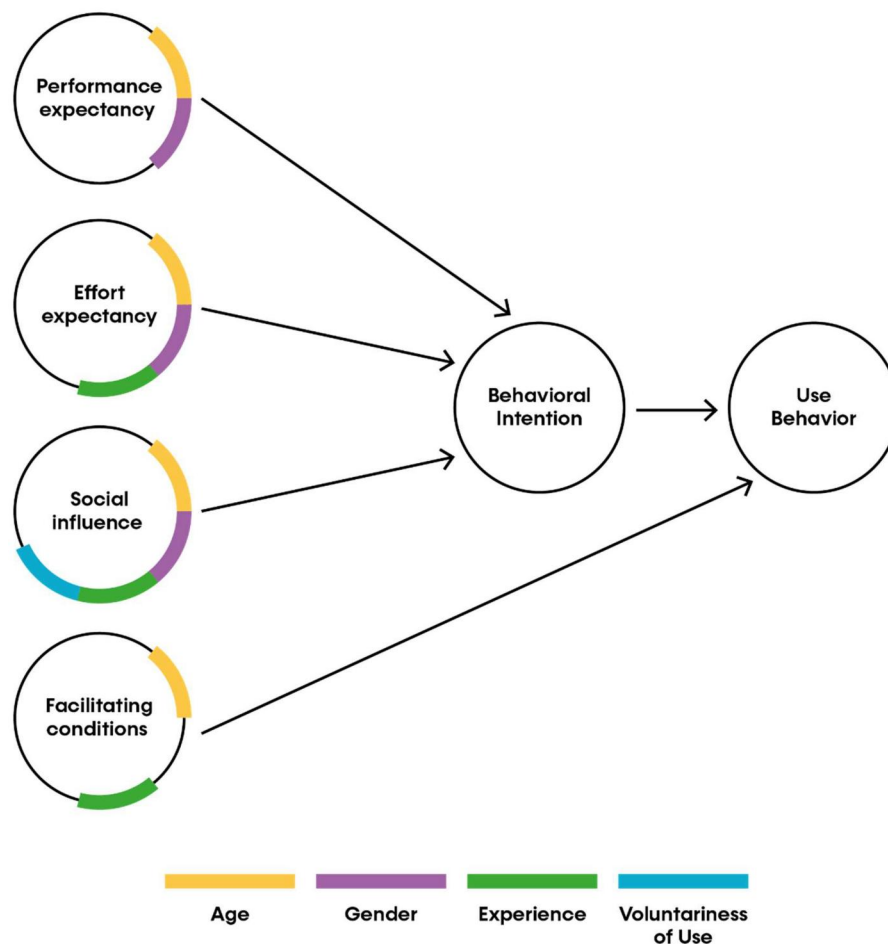 Performance
expectancy
Effort
expectancy
Social
influence
Facilitating
conditions
Behavioral
Intention
Use
Behavior
Age
Gender
Experience
Voluntariness
of Use